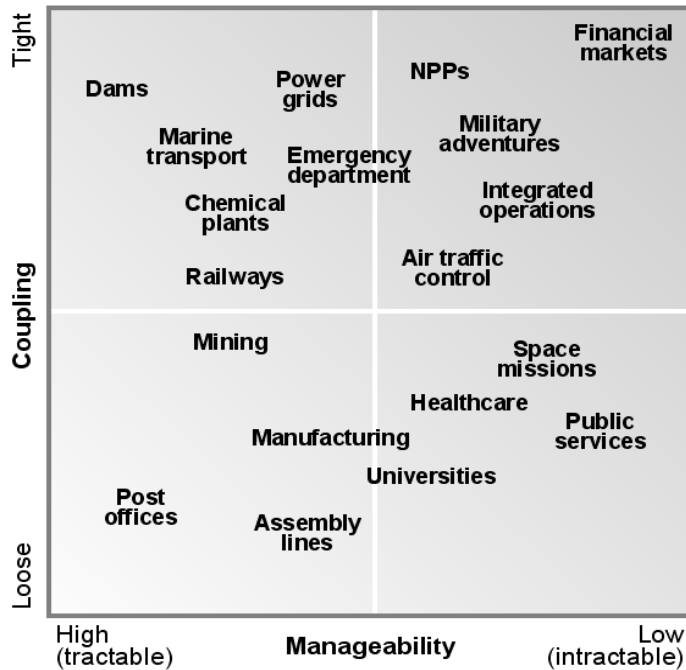 Tight
Financial
markets
NPPs
Power
grids
Dams
Military
adventures
Marine
transport
Emergency
department
Integrated
operations
Chemical
plants
Air traffic
control
Railways
Coupling
Mining
Space
missions
Healthcare
Public
services
Manufacturing
Universities
Post
offices
Assembly
lines
Loose
High
(tractable)
Manageability
Low
(intractable)